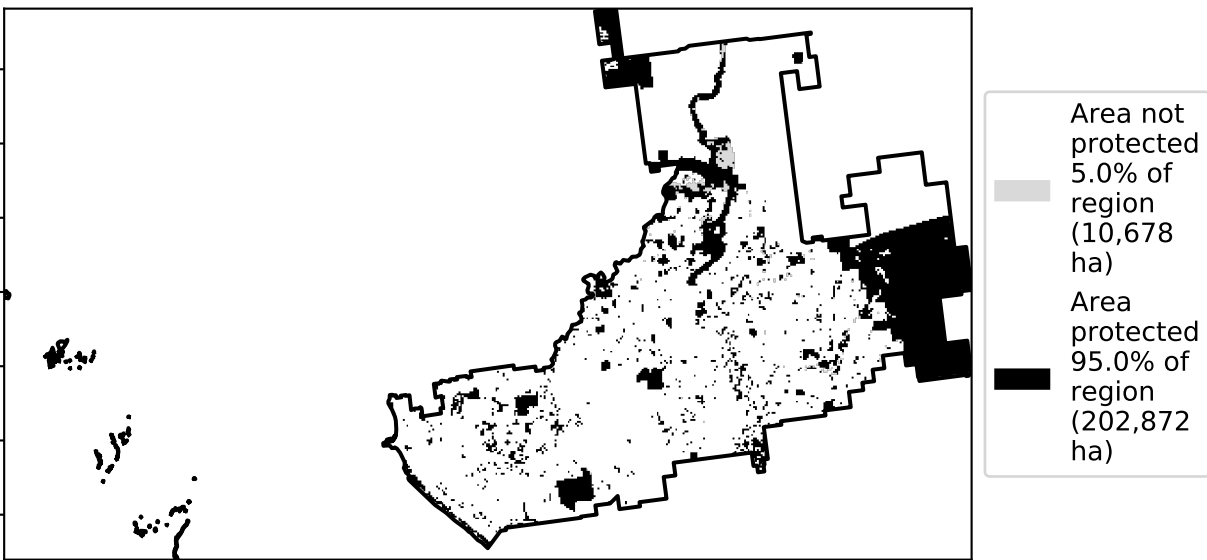 Area not
protected
5.0% of
region
(10,678
ha)
Area
protected
95.0% of
region
(202,872
ha)